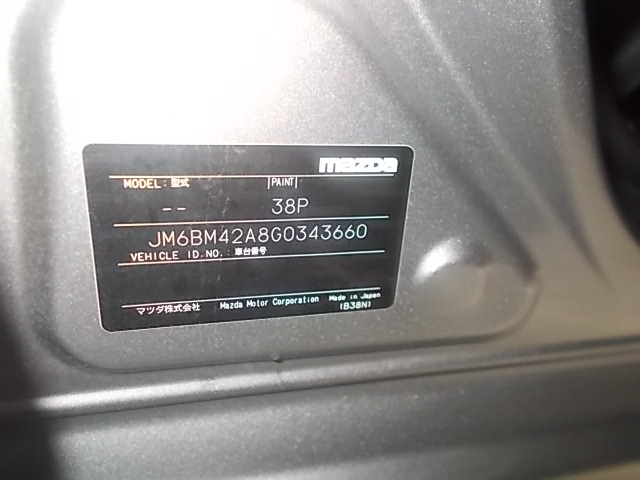 mazda
MODEL:型式 PAINT
-- 38P
JM6BM42A8G0343660
VEHICLE ID.NO.:車台番号
マツダ株式会社 Mazda Motor Corporation Made in Japan
(B38N)